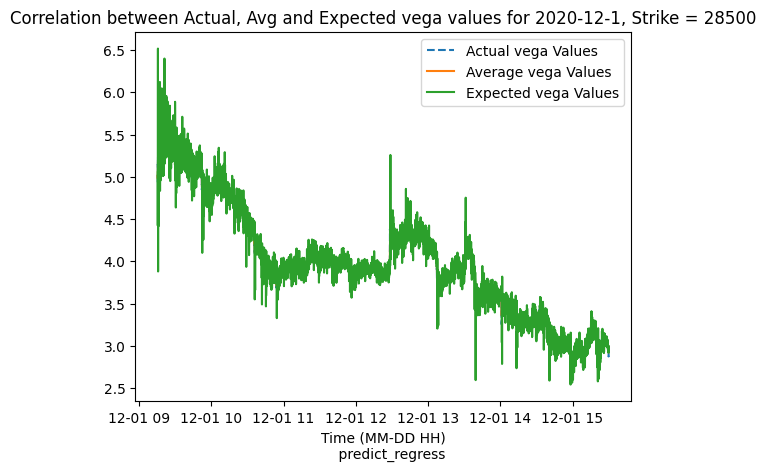 Correlation between Actual, Avg and Expected vega values for 2020-12-1, Strike = 28500
Actual vega Values
Average vega Values
Expected vega Values
6.5
6.0
5.5
5.0
4.5
4.0
3.5
3.0
2.5
12-01 09 12-01 10 12-01 11 12-01 12 12-01 13 12-01 14 12-01 15
Time (MM-DD HH)
predict_regress